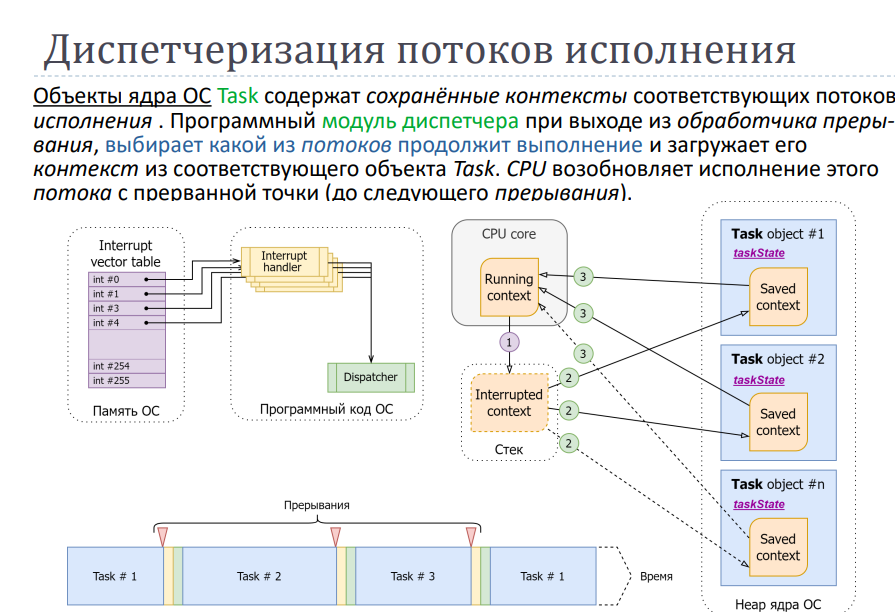 Диспетчеризация потоков исполнения
Объекты ядра ОС Task содержат сохранённые контексты соответствующих потоков
исполнения . Программный модуль диспетчера при выходе из обработчика преры-
вания, выбирает какой из потоков продолжит выполнение и загружает его
контекст из соответствующего объекта Task. CPU возобновляет исполнение этого
потока с прерванной точки (до следующего прерывания).
Interrupt
vector table
int #0
int #1
int #3
int #4
int #254
int #255
Память ОС
Interrupt
handler
Dispatcher
Программный код ОС
CPU core
Running
context
1
Interrupted
context
Стек
3
3
3
2
2
2
Task object #1
taskState
Saved
context
Task object #2
taskState
Saved
context
Task object #n
taskState
Saved
context
Heap ядра ОС
Прерывания
Task # 1
Task # 2
Task # 3
Task # 1
Время